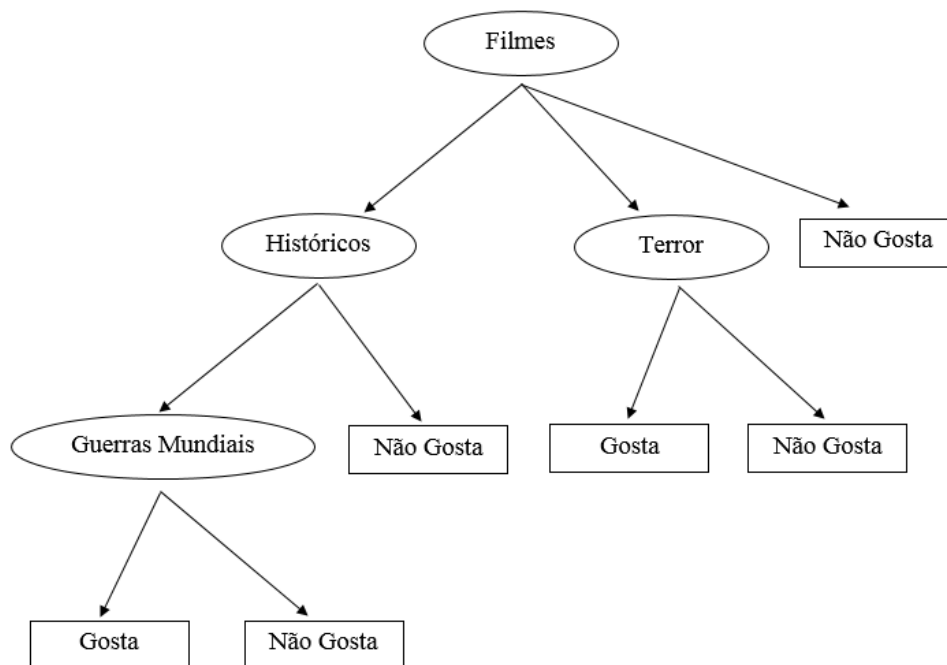 Filmes
Históricos
Terror
Não Gosta
Guerras Mundiais
Não Gosta
Gosta
Não Gosta
Gosta
Não Gosta